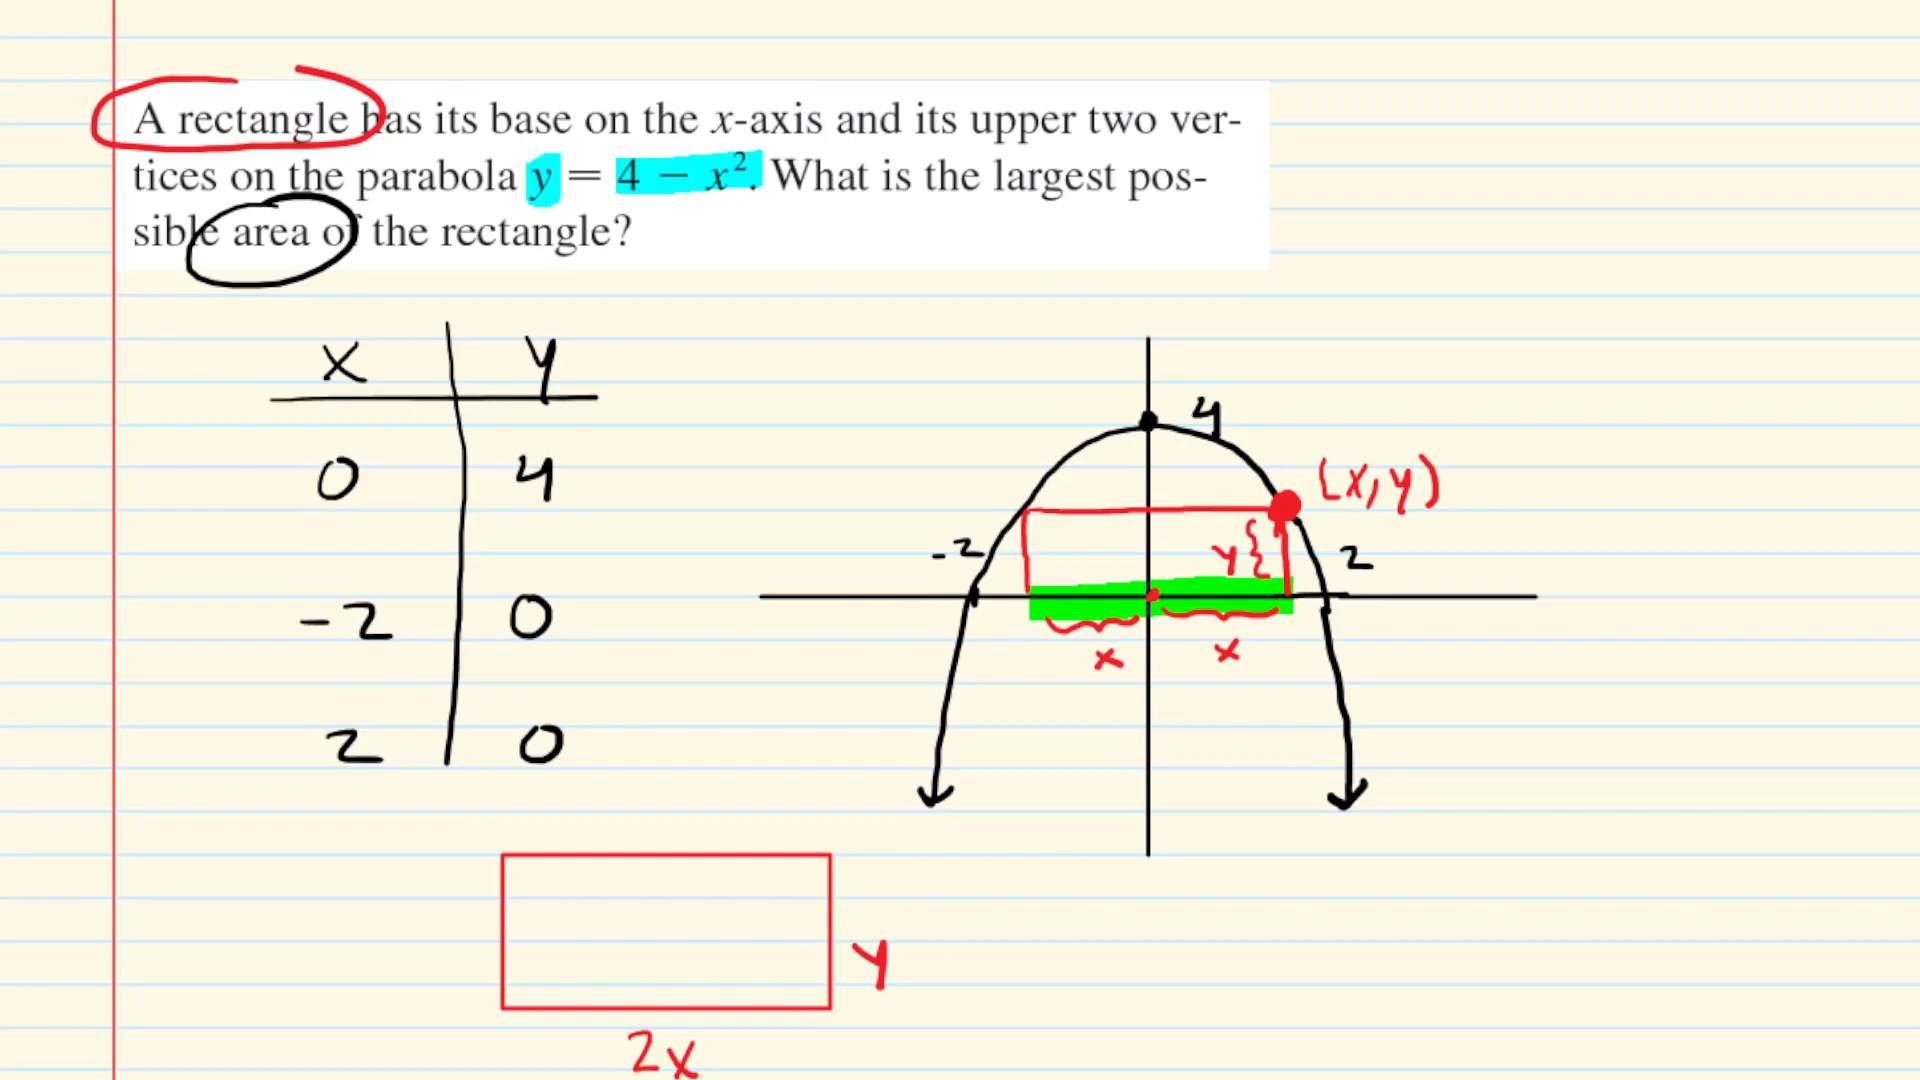 A rectangle has its base on the x-axis and its upper two ver-
tices on the parabola y = 4 − x². What is the largest pos-
sible area of the rectangle?
x y
0 4
-2 0
2 0
4
(x,y)
-2 y 2
x x
y
2x